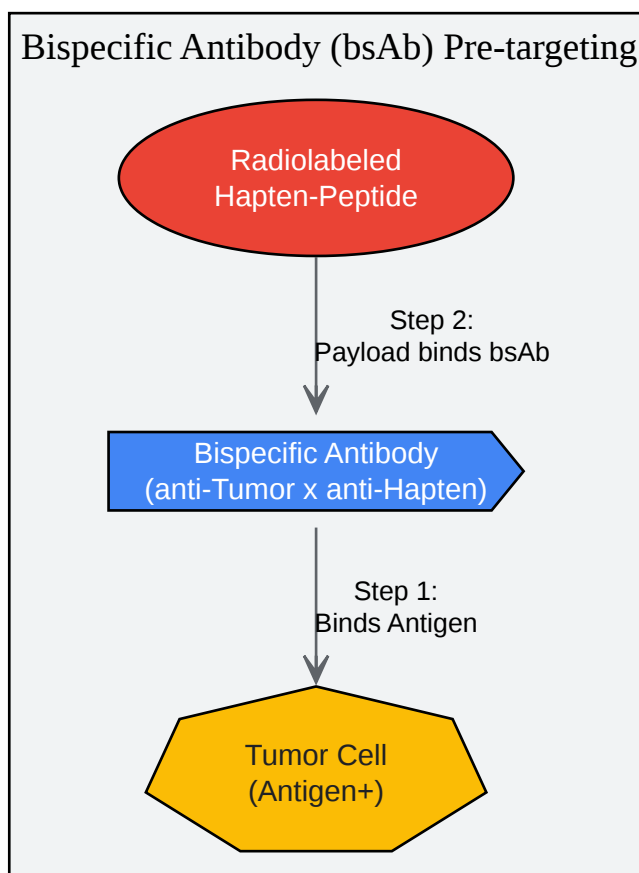 Bispecific Antibody (bsAb) Pre-targeting
Radiolabeled
Hapten-Peptide
Step 2:
Payload binds bsAb
Bispecific Antibody
(anti-Tumor x anti-Hapten)
Step 1:
Binds Antigen
Tumor Cell
(Antigen+)